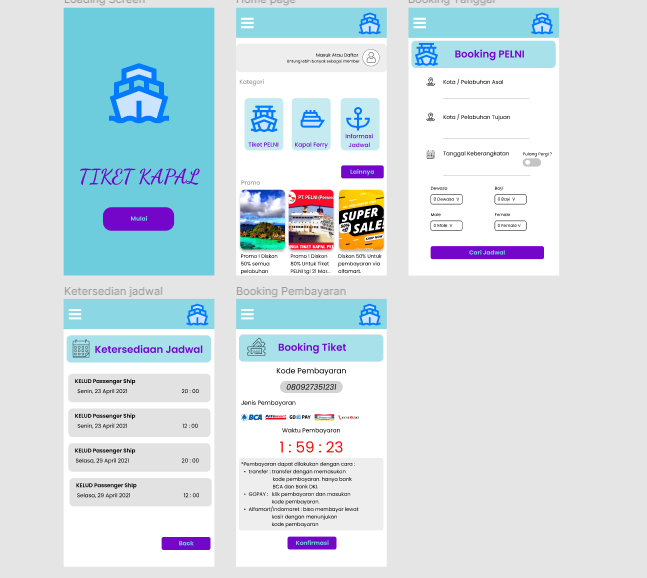 Loading Screen
TIKET KAPAL
Mulai
Home page
Masuk Atau Daftar
Untung lebih banyak sebagai member
Kategori
Tiket PELNI
Kapal Ferry
Informasi
Jadwal
Lainnya
Promo
PT. PELNI (Persero)
SUPER
SALE
Promo ! Diskon
50% semua
pelabuhan
Promo ! Diskon
80% Untuk Tiket
PELNI tgl 21 Mar...
Diskon 50% Untuk
pembayaran via
alfamart.
Booking Tanggal
Booking PELNI
Kota / Pelabuhan Asal
Kota / Pelabuhan Tujuan
Tanggal Keberangkatan
Pulang Pergi ?
Dewasa
Bayi
0 Dewasa V
0 Bayi V
Male
Female
0 Male V
0 Female V
Cari Jadwal
Ketersedian jadwal
Ketersediaan Jadwal
KELUD Passenger Ship
Senin, 23 April 2021 20 : 00
KELUD Passenger Ship
Senin, 23 April 2021 12 : 00
KELUD Passenger Ship
Selasa, 29 April 2021 20 : 00
KELUD Passenger Ship
Selasa, 29 April 2021 12 : 00
Back
Booking Pembayaran
Booking Tiket
Kode Pembayaran
080927351231
Jenis Pembayaran
BCA
GOPAY
Waktu Pembayaran
1 : 59 : 23
*Pembayaran dapat dilakukan dengan cara :
• Transfer : transfer dengan memasukan
kode pembayaran. hanya bank
BCA dan Bank DKI.
• GOPAY : klik pembayaran dan masukan
kode pembayaran.
• Alfamart/indomaret : bisa membayar lewat
kasir dengan menunjukan
kode pembayaran
Konfirmasi